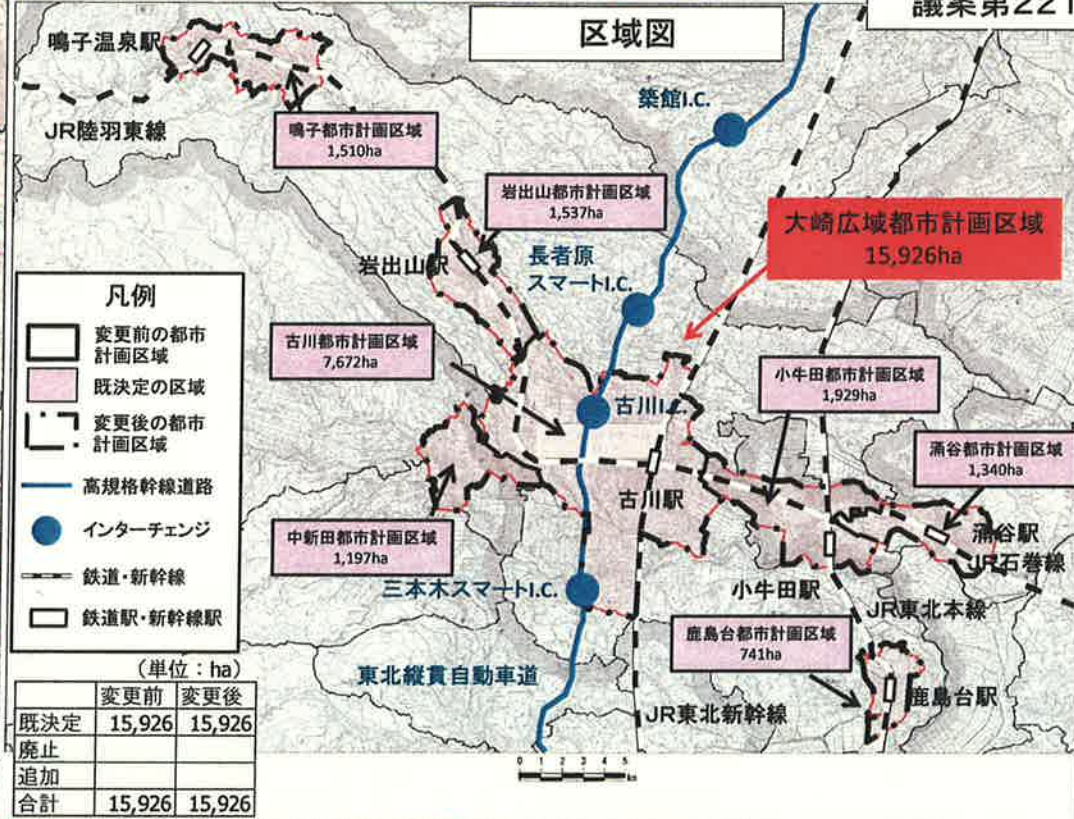 議案第221
区域図
鳴子温泉駅
JR陸羽東線
鳴子都市計画区域
1,510ha
築館I.C.
岩出山都市計画区域
1,537ha
岩出山駅
長者原
スマートI.C.
大崎広域都市計画区域
15,926ha
古川都市計画区域
7,672ha
小牛田都市計画区域
1,929ha
古川I.C.
涌谷都市計画区域
1,340ha
古川駅
涌谷駅
JR石巻線
中新田都市計画区域
1,197ha
三本木スマートI.C.
小牛田駅
JR東北本線
鹿島台都市計画区域
741ha
東北縦貫自動車道
鹿島台駅
JR東北新幹線
凡例
変更前の都市
計画区域
既決定の区域
変更後の都市
計画区域
高規格幹線道路
インターチェンジ
鉄道・新幹線
鉄道駅・新幹線駅
(単位:ha)
変更前 変更後
既決定 15,926 15,926
廃止
追加
合計 15,926 15,926
0 1 2 3 4 5
km